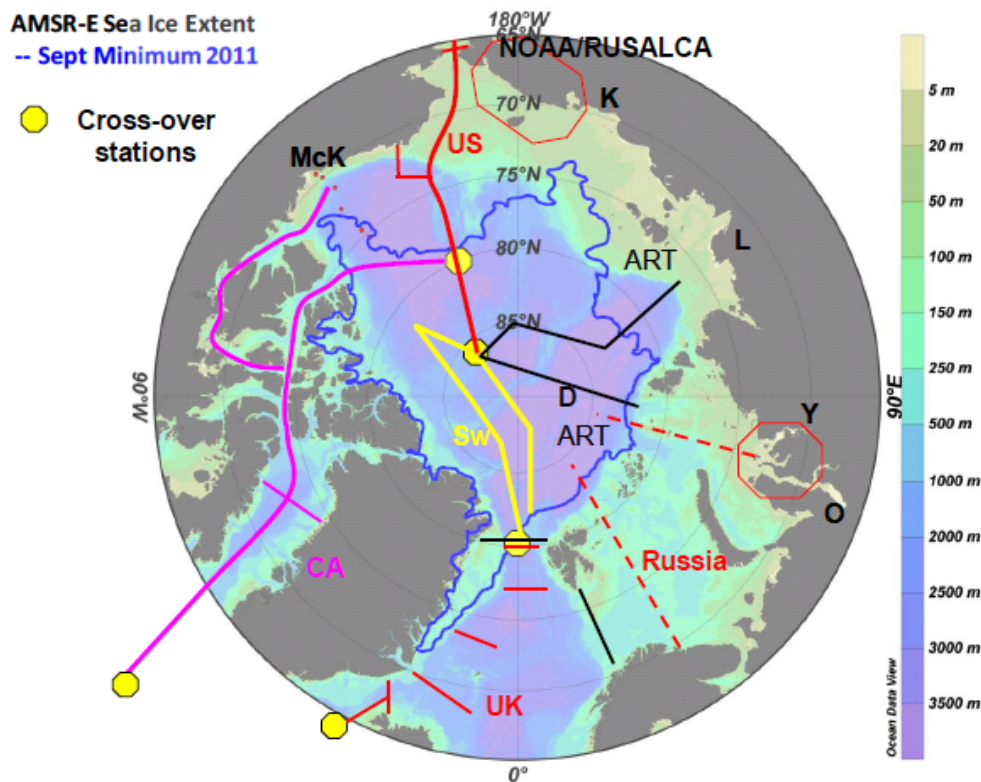 AMSR-E Sea Ice Extent
-- Sept Minimum 2011
Cross-over
stations
180°W
65°N
NOAA/RUSALCA
70°N
K
US
McK
75°N
80°N
L
ART
85°N
90°W
90°E
D
Y
Sw
ART
O
CA
Russia
UK
0°
5 m
20 m
50 m
100 m
250 m
500 m
1000 m
2000 m
2500 m
3000 m
3500 m
Ocean Data View